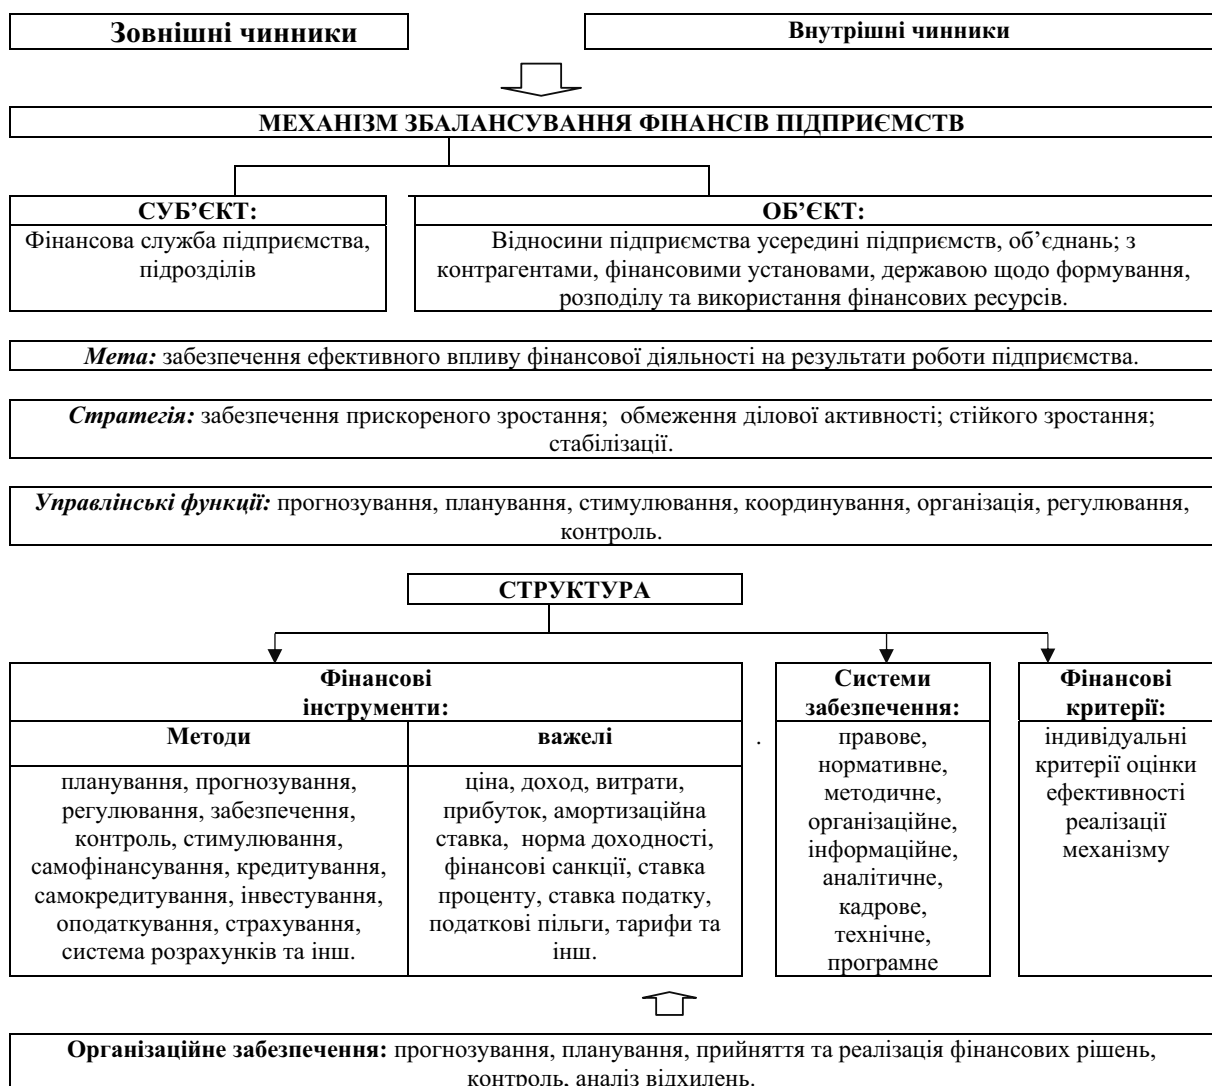 Зовнішні чинники
Внутрішні чинники
МЕХАНІЗМ ЗБАЛАНСУВАННЯ ФІНАНСІВ ПІДПРИЄМСТВ
СУБ’ЄКТ:
Фінансова служба підприємства,
підрозділів
ОБ’ЄКТ:
Відносини підприємства усередині підприємств, об’єднань; з
контрагентами, фінансовими установами, державою щодо формування,
розподілу та використання фінансових ресурсів.
Мета: забезпечення ефективного впливу фінансової діяльності на результати роботи підприємства.
Стратегія: забезпечення прискореного зростання; обмеження ділової активності; стійкого зростання;
стабілізації.
Управлінські функції: прогнозування, планування, стимулювання, координування, організація, регулювання,
контроль.
СТРУКТУРА
Фінансові
інструменти:
Методи
планування, прогнозування,
регулювання, забезпечення,
контроль, стимулювання,
самофінансування, кредитування,
самокредитування, інвестування,
оподаткування, страхування,
система розрахунків та інш.
важелі
ціна, доход, витрати,
прибуток, амортизаційна
ставка, норма доходності,
фінансові санкції, ставка
проценту, ставка податку,
податкові пільги, тарифи та
інш.
.
Системи
забезпечення:
правове,
нормативне,
методичне,
організаційне,
інформаційне,
аналітичне,
кадрове,
технічне,
програмне
Фінансові
критерії:
індивідуальні
критерії оцінки
ефективності
реалізації
механізму
Організаційне забезпечення: прогнозування, планування, прийняття та реалізація фінансових рішень,
контроль, аналіз відхилень.